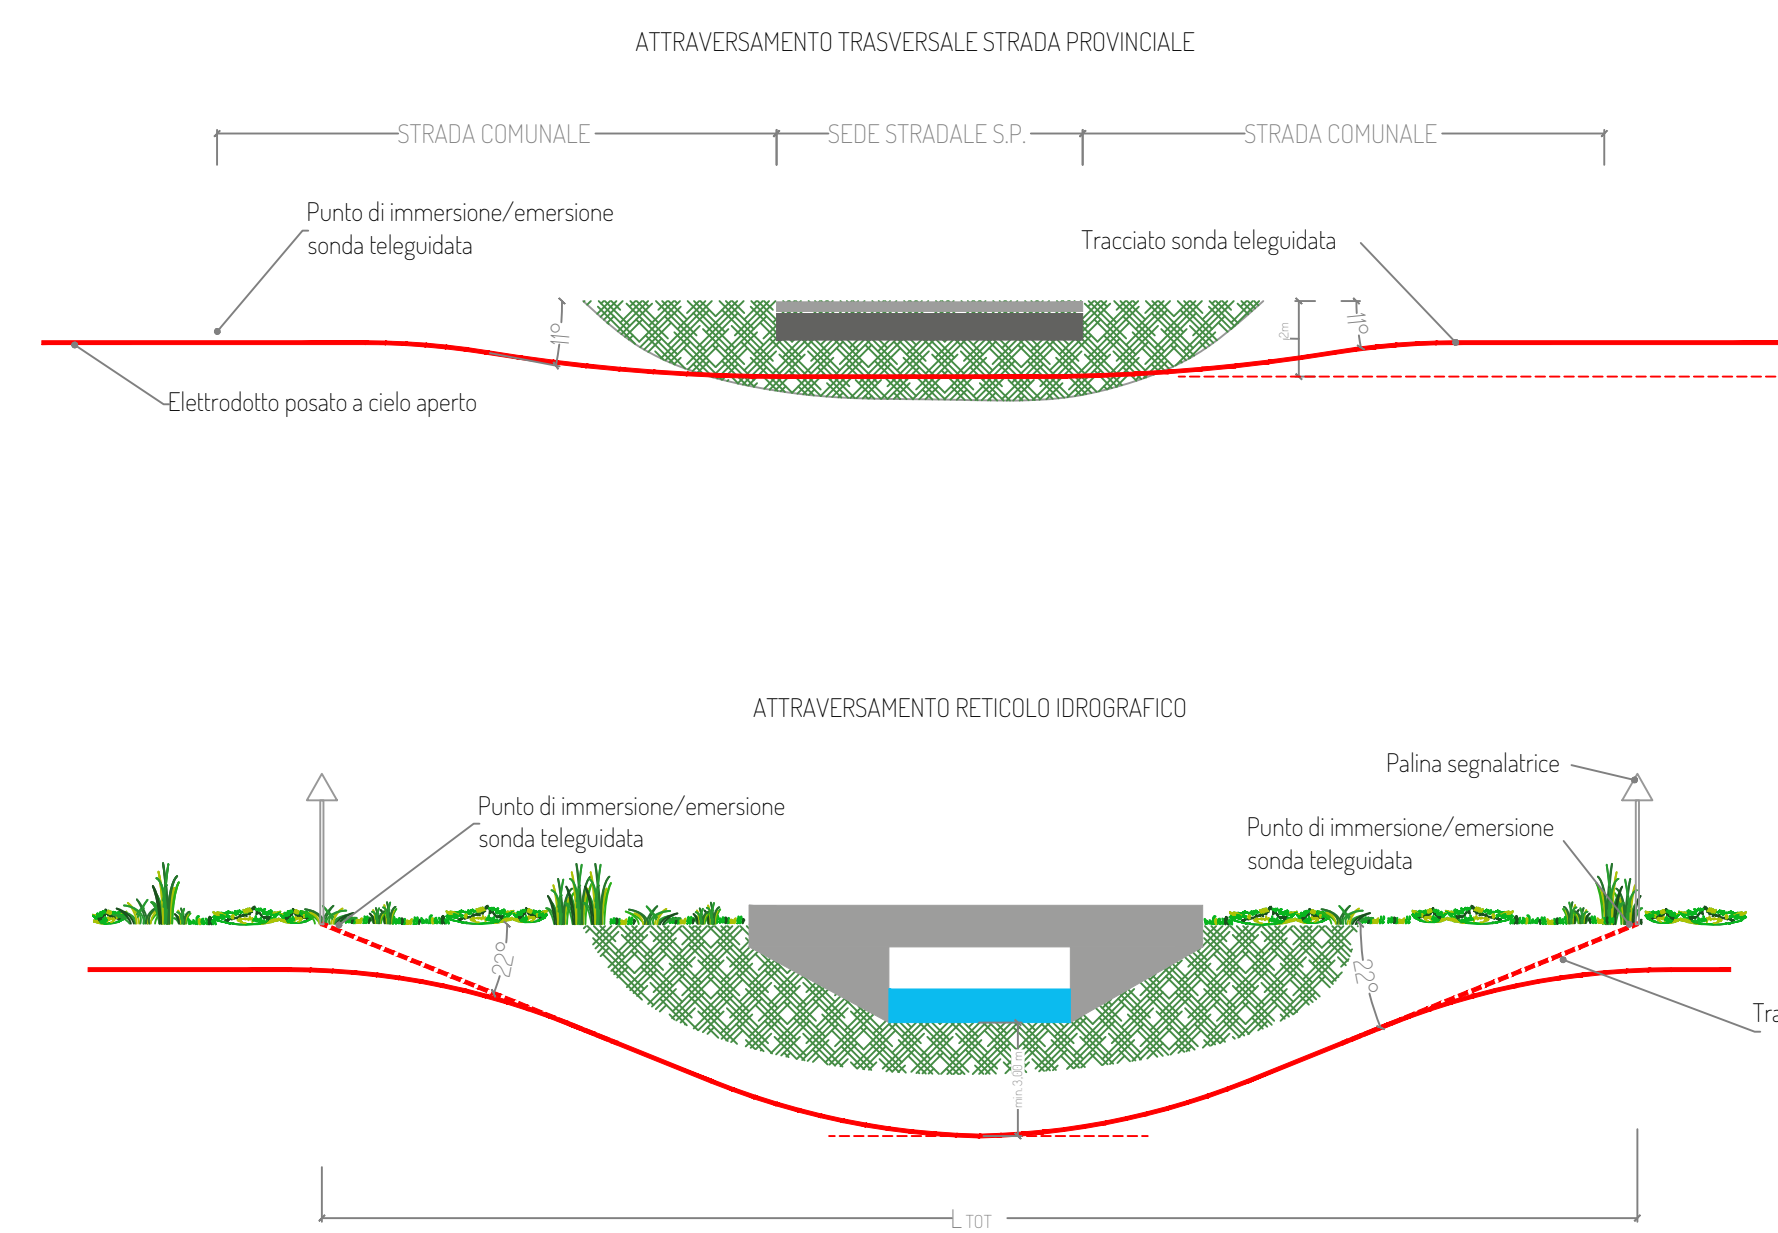 ATTRAVERSAMENTO TRASVERSALE STRADA PROVINCIALE
STRADA COMUNALE
SEDE STRADALE S.P.
STRADA COMUNALE
Punto di immersione/emersione
sonda teleguidata
Tracciato sonda teleguidata
11°
2m
11°
Elettrodotto posato a cielo aperto
ATTRAVERSAMENTO RETICOLO IDROGRAFICO
Palina segnalatrice
Punto di immersione/emersione
sonda teleguidata
Punto di immersione/emersione
sonda teleguidata
22°
22°
Tra
min. 3,00 m
L TOT